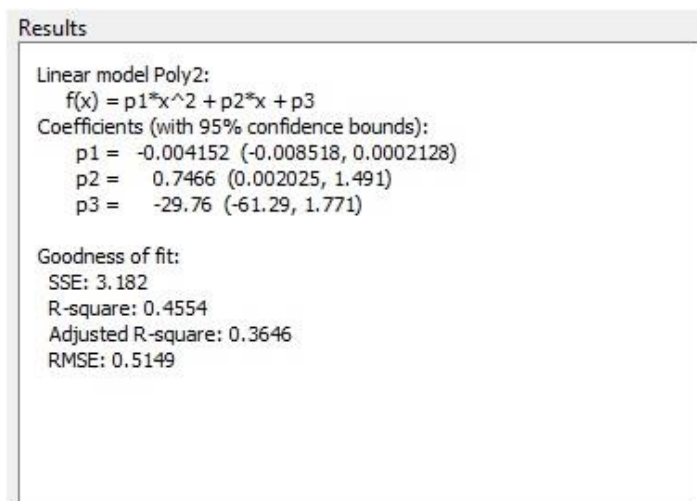 Results
Linear model Poly2:
f(x) = p1*x^2 + p2*x + p3
Coefficients (with 95% confidence bounds):
p1 = -0.004152 (-0.008518, 0.0002128)
p2 = 0.7466 (0.002025, 1.491)
p3 = -29.76 (-61.29, 1.771)
Goodness of fit:
SSE: 3.182
R-square: 0.4554
Adjusted R-square: 0.3646
RMSE: 0.5149